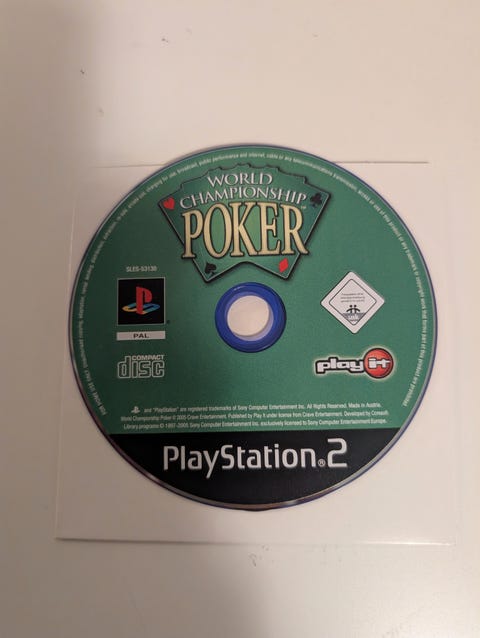 WORLD
CHAMPIONSHIP
POKER
SLES-53130
PAL
COMPACT
disc
play it
and "PlayStation" are registered trademarks of Sony Computer Entertainment Inc. All Rights Reserved. Made in Austria.
World Championship Poker © 2005 Crave Entertainment. Published by Play It under license from Crave Entertainment. Developed by Coresoft.
Library programs © 1997-2005 Sony Computer Entertainment Inc. exclusively licensed to Sony Computer Entertainment Europe.
PlayStation®2